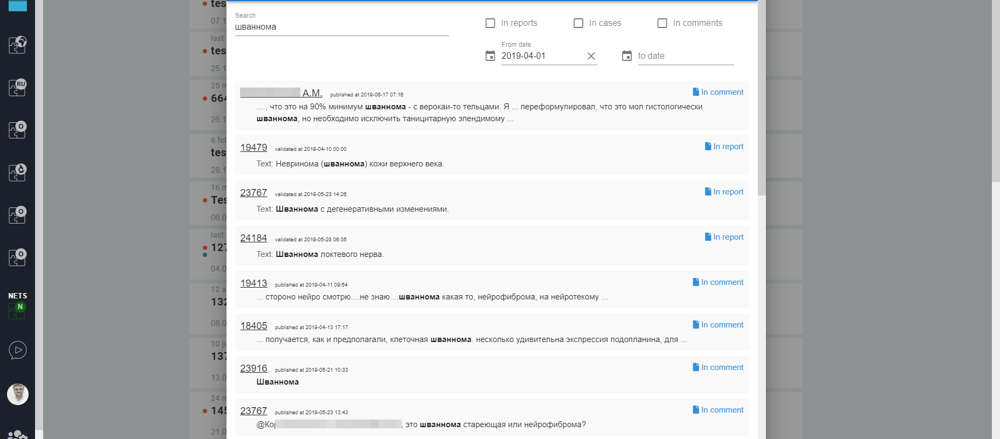 Search
шваннома
In reports
In cases
In comments
From date
2019-04-01
to date
А.М. published at 2019-06-17 07:16 In comment
... , что это на 90% минимум шваннома - с верокаи-то тельцами. Я ... переформулировал, что это мол гистологически
шваннома, но необходимо исключить таницитарную эпендимому ...
19479 validated at 2019-04-10 00:00 In report
Text: Невринома (шваннома) кожи верхнего века.
23767 validated at 2019-05-23 14:26 In report
Text: Шваннома с дегенеративными изменениями.
24184 validated at 2019-05-28 06:35 In report
Text: Шваннома локтевого нерва.
19413 published at 2019-04-11 09:54 In comment
... стороно нейро смотрю....не знаю....шваннома какая то, нейрофиброма, на нейротекому ...
18405 published at 2019-04-13 17:17 In comment
... получается, как и предполагали, клеточная шваннома. несколько удивительна экспрессия подопланина, для ...
23916 published at 2019-05-21 10:33 In comment
Шваннома
23767 published at 2019-05-23 13:43 In comment
@Кор , это шваннома стареющая или нейрофиброма?
RU
O
O
O
NETS
N
tes
07.1
last
tes
25.1
25 m
664
26.1
6 feb
tes
28.1
16 m
Tes
06.0
last
127
04.0
12 a
132
08.0
10 ju
137
13.0
24 m
145
21.0